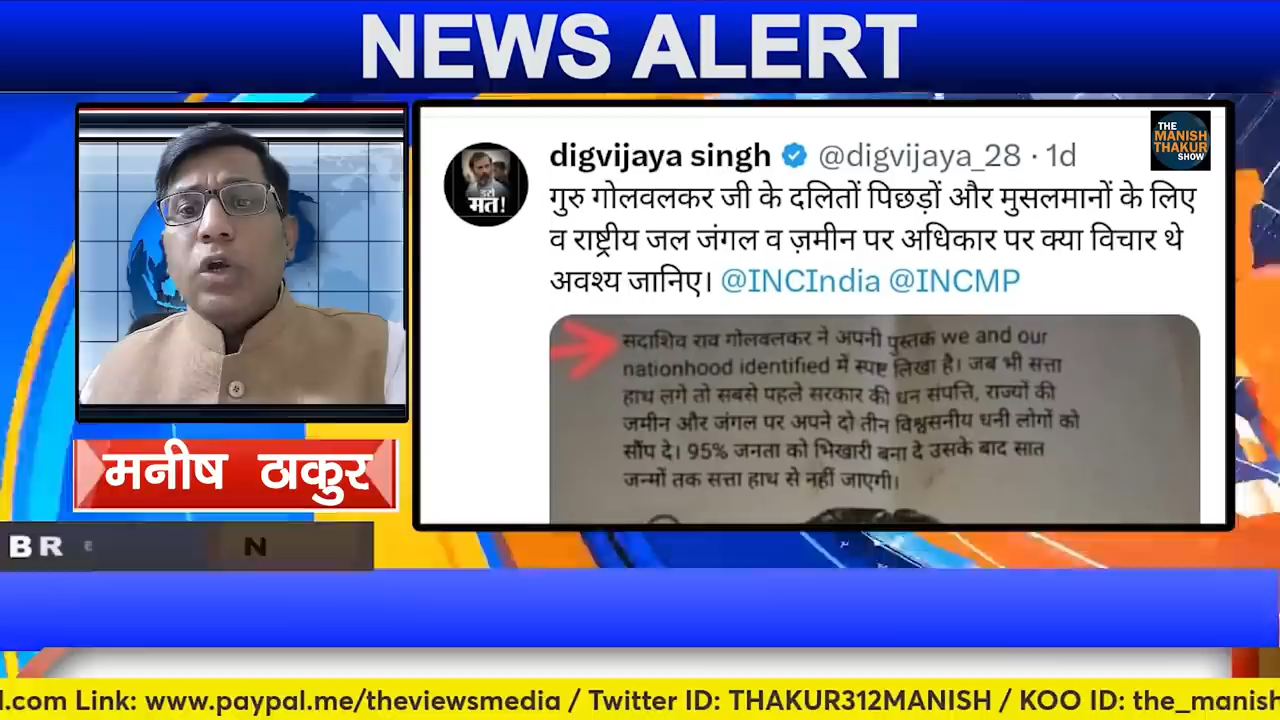 NEWS ALERT
THE
MANISH
THAKUR
SHOW
digvijaya singh @digvijaya_28 · 1d
गुरु गोलवलकर जी के दलितों पिछड़ों और मुसलमानों के लिए
व राष्ट्रीय जल जंगल व ज़मीन पर अधिकार पर क्या विचार थे
अवश्य जानिए। @INCIndia @INCMP
डरो
मत!
सदाशिव राव गोलवलकर ने अपनी पुस्तक we and our
nationhood identified में स्पष्ट लिखा है। जब भी सत्ता
हाथ लगे तो सबसे पहले सरकार की धन संपत्ति, राज्यों की
जमीन और जंगल पर अपने दो तीन विश्वसनीय धनी लोगों को
सौंप दे। 95% जनता को भिखारी बना दे उसके बाद सात
जन्मों तक सत्ता हाथ से नहीं जाएगी।
मनीष ठाकुर
BR N
l.com Link: www.paypal.me/theviewsmedia / Twitter ID: THAKUR312MANISH / KOO ID: the_manish